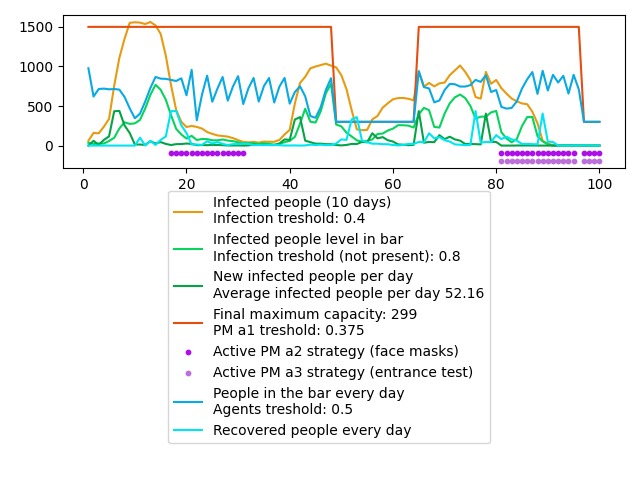 1500
1000
500
0
0 20 40 60 80 100
Infected people (10 days)
Infection treshold: 0.4
Infected people level in bar
Infection treshold (not present): 0.8
New infected people per day
Average infected people per day 52.16
Final maximum capacity: 299
PM a1 treshold: 0.375
Active PM a2 strategy (face masks)
Active PM a3 strategy (entrance test)
People in the bar every day
Agents treshold: 0.5
Recovered people every day